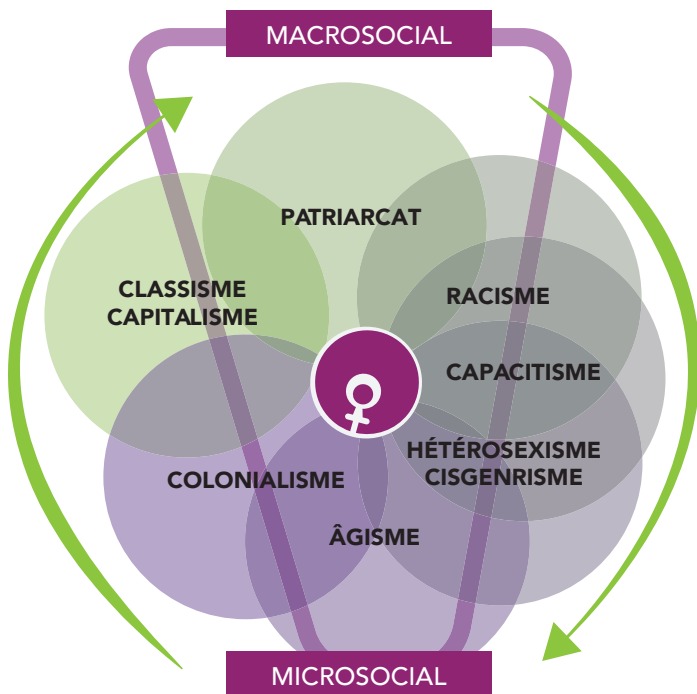 MACROSOCIAL
PATRIARCAT
CLASSISME
CAPITALISME
RACISME
CAPACITISME
HÉTÉROSEXISME
CISGENRISME
COLONIALISME
ÂGISME
MICROSOCIAL